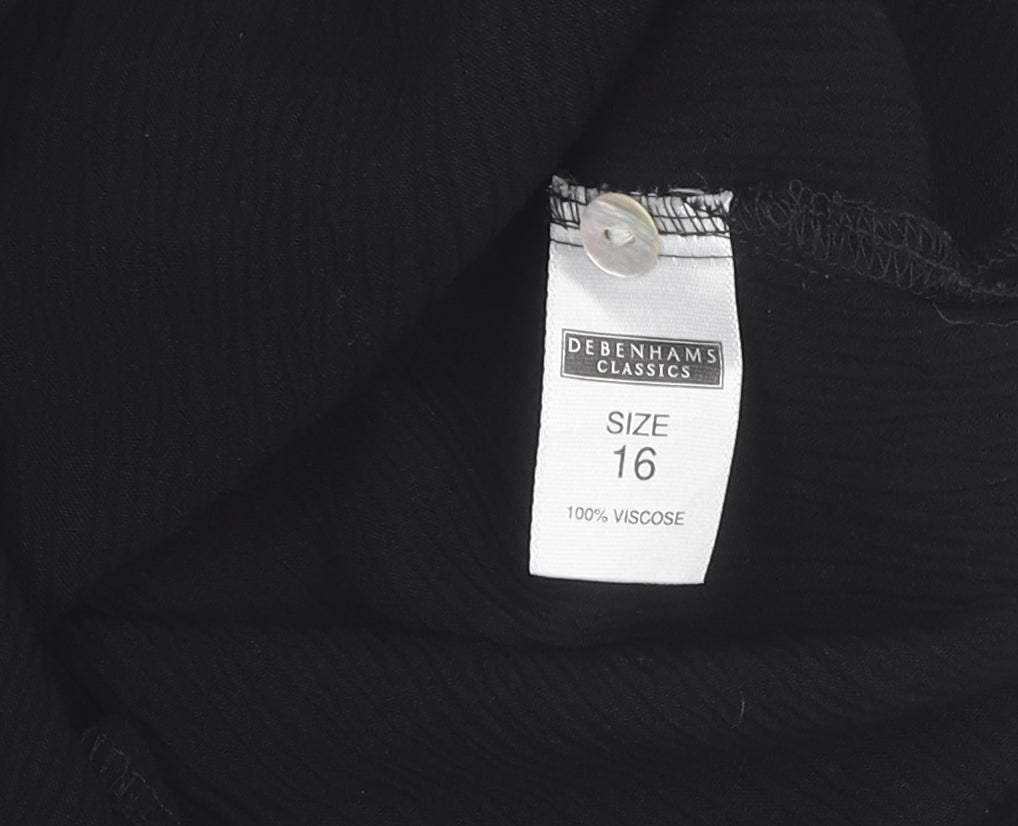 DEBENHAMS
CLASSICS
SIZE
16
100% VISCOSE